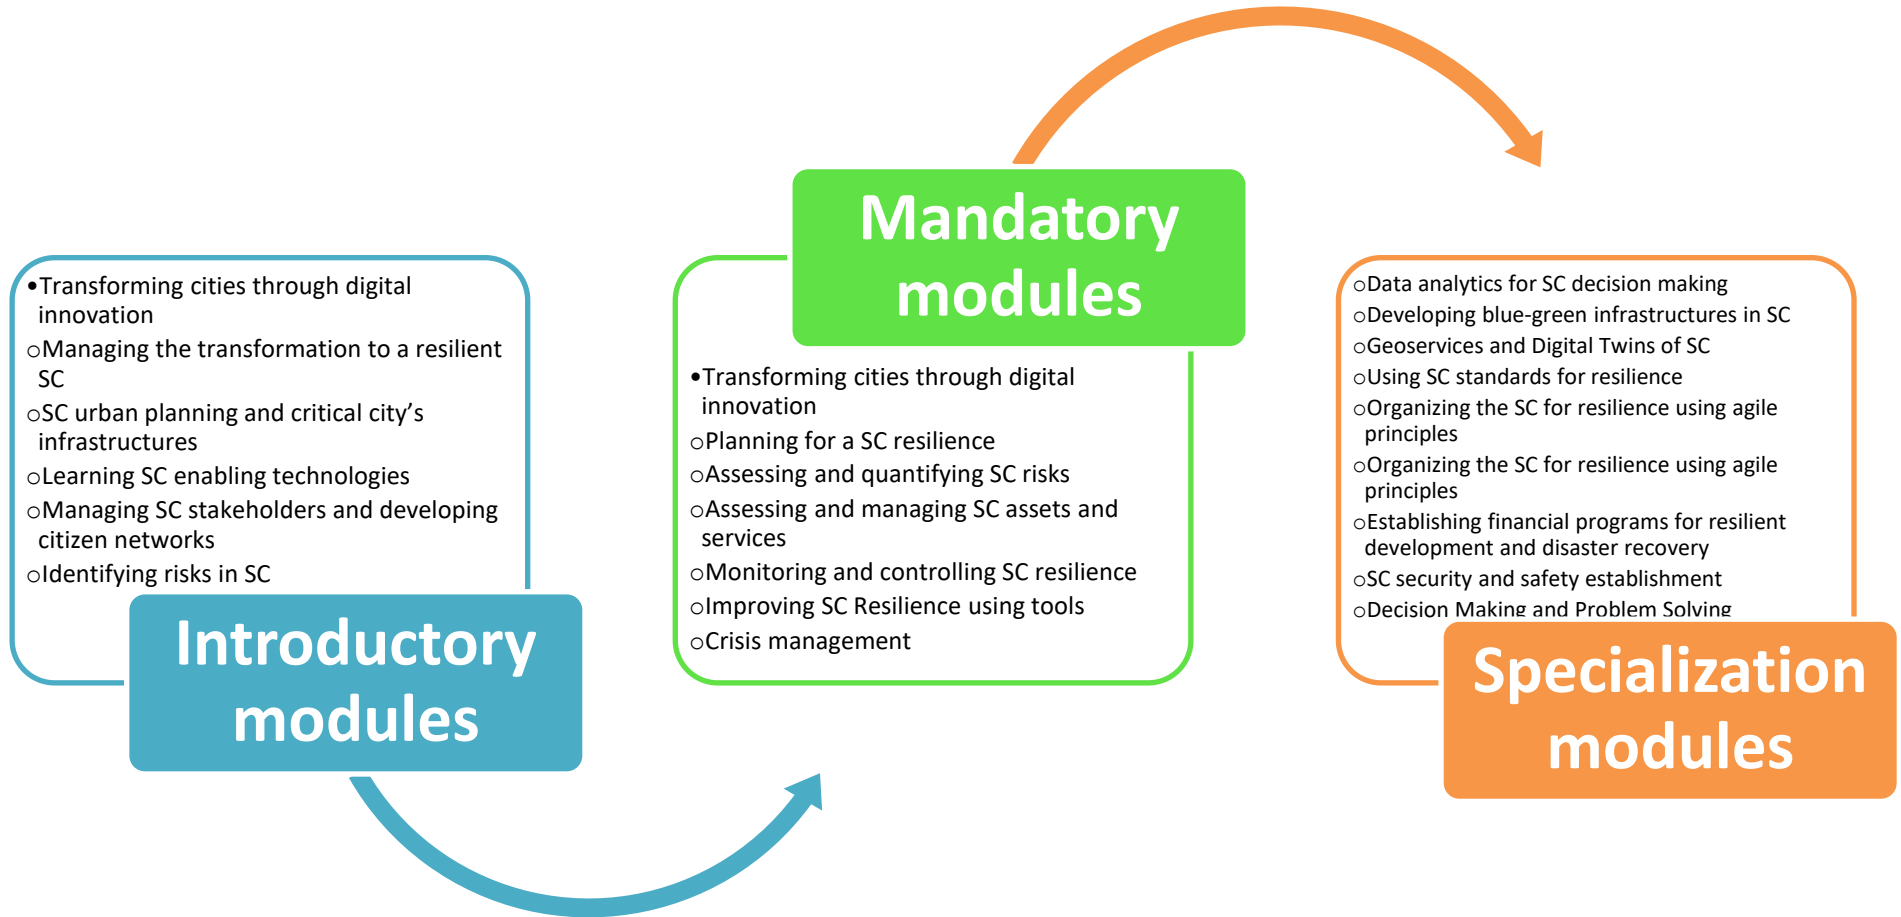 •Transforming cities through digital
innovation
oManaging the transformation to a resilient
SC
oSC urban planning and critical city’s
infrastructures
oLearning SC enabling technologies
oManaging SC stakeholders and developing
citizen networks
oIdentifying risks in SC
Introductory
modules
Mandatory
modules
•Transforming cities through digital
innovation
oPlanning for a SC resilience
oAssessing and quantifying SC risks
oAssessing and managing SC assets and
services
oMonitoring and controlling SC resilience
oImproving SC Resilience using tools
oCrisis management
oData analytics for SC decision making
oDeveloping blue-green infrastructures in SC
oGeoservices and Digital Twins of SC
oUsing SC standards for resilience
oOrganizing the SC for resilience using agile
principles
oOrganizing the SC for resilience using agile
principles
oEstablishing financial programs for resilient
development and disaster recovery
oSC security and safety establishment
oDecision Making and Problem Solving
Specialization
modules